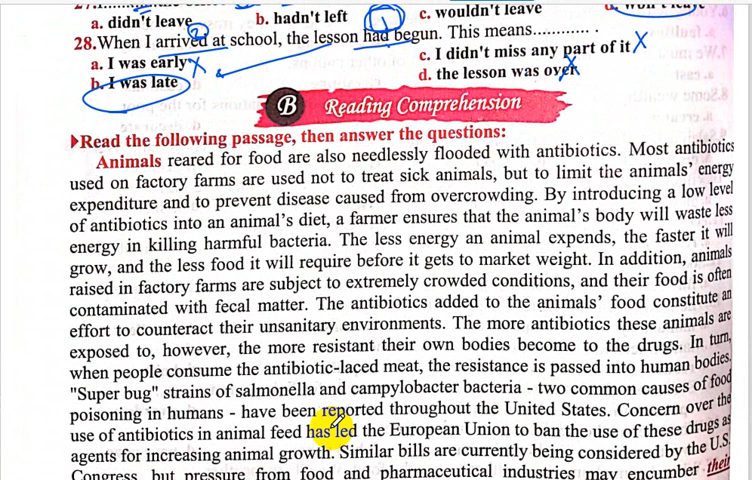 a. didn't leave b. hadn't left c. wouldn't leave
28.When I arrived at school, the lesson had begun. This means............ .
2 1
a. I was early c. I didn't miss any part of it
b. I was late d. the lesson was over
B Reading Comprehension
Read the following passage, then answer the questions:
Animals reared for food are also needlessly flooded with antibiotics. Most antibiotics
used on factory farms are used not to treat sick animals, but to limit the animals' energy
expenditure and to prevent disease caused from overcrowding. By introducing a low level
of antibiotics into an animal's diet, a farmer ensures that the animal's body will waste less
energy in killing harmful bacteria. The less energy an animal expends, the faster it will
grow, and the less food it will require before it gets to market weight. In addition, animals
raised in factory farms are subject to extremely crowded conditions, and their food is often
contaminated with fecal matter. The antibiotics added to the animals' food constitute an
effort to counteract their unsanitary environments. The more antibiotics these animals are
exposed to, however, the more resistant their own bodies become to the drugs. In turn,
when people consume the antibiotic-laced meat, the resistance is passed into human bodies.
"Super bug" strains of salmonella and campylobacter bacteria - two common causes of food
poisoning in humans - have been reported throughout the United States. Concern over the
use of antibiotics in animal feed has led the European Union to ban the use of these drugs as
agents for increasing animal growth. Similar bills are currently being considered by the U.S.
Congress, but pressure from food and pharmaceutical industries may encumber their